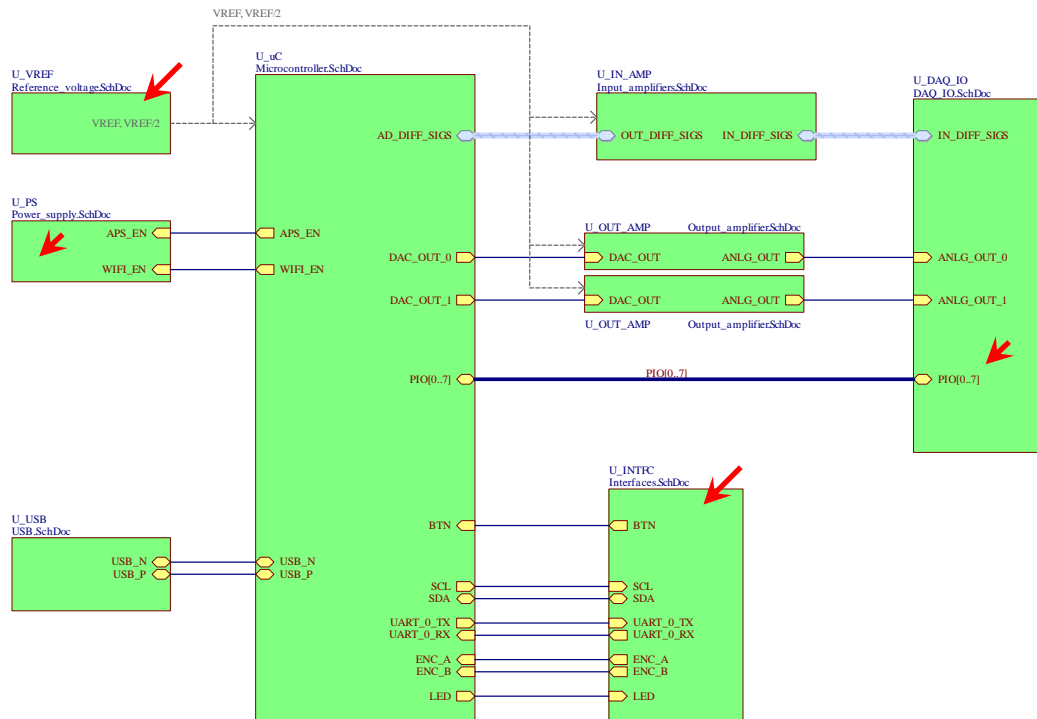 VREF, VREF/2
U_uC
Microcontroller.SchDoc
U_VREF
Reference_voltage.SchDoc
VREF, VREF/2
U_IN_AMP
Input_amplifiers.SchDoc
U_DAQ_IO
DAQ_IO.SchDoc
AD_DIFF_SIGS
OUT_DIFF_SIGS
IN_DIFF_SIGS
IN_DIFF_SIGS
U_PS
Power_supply.SchDoc
APS_EN
APS_EN
WIFI_EN
WIFI_EN
U_OUT_AMP
Output_amplifier.SchDoc
DAC_OUT_0
DAC_OUT
ANLG_OUT
ANLG_OUT_0
DAC_OUT_1
DAC_OUT
ANLG_OUT
ANLG_OUT_1
U_OUT_AMP
Output_amplifier.SchDoc
PIO[0..7]
PIO[0..7]
PIO[0..7]
U_INTFC
Interfaces.SchDoc
U_USB
USB.SchDoc
BTN
BTN
USB_N
USB_N
USB_P
USB_P
SCL
SCL
SDA
SDA
UART_0_TX
UART_0_TX
UART_0_RX
UART_0_RX
ENC_A
ENC_A
ENC_B
ENC_B
LED
LED